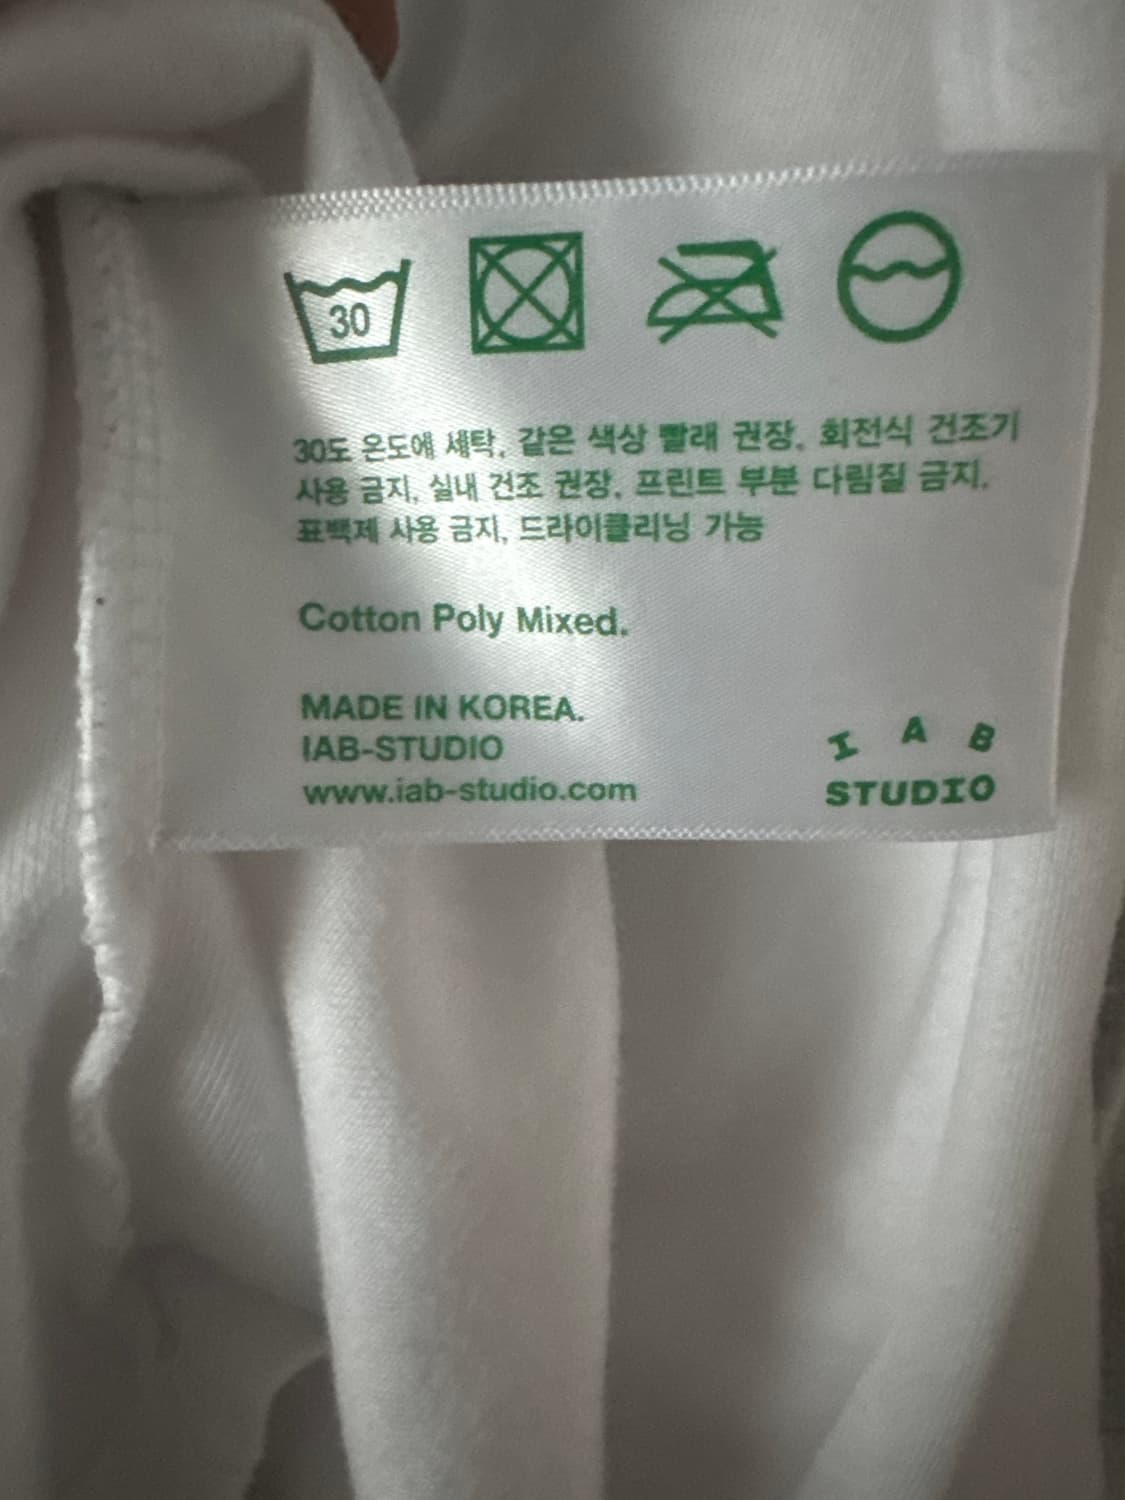 30
30도 온도에 세탁, 같은 색상 빨래 권장, 회전식 건조기
사용 금지, 실내 건조 권장, 프린트 부분 다림질 금지,
표백제 사용 금지, 드라이클리닝 가능
Cotton Poly Mixed.
MADE IN KOREA.
IAB-STUDIO
www.iab-studio.com
I A B
STUDIO